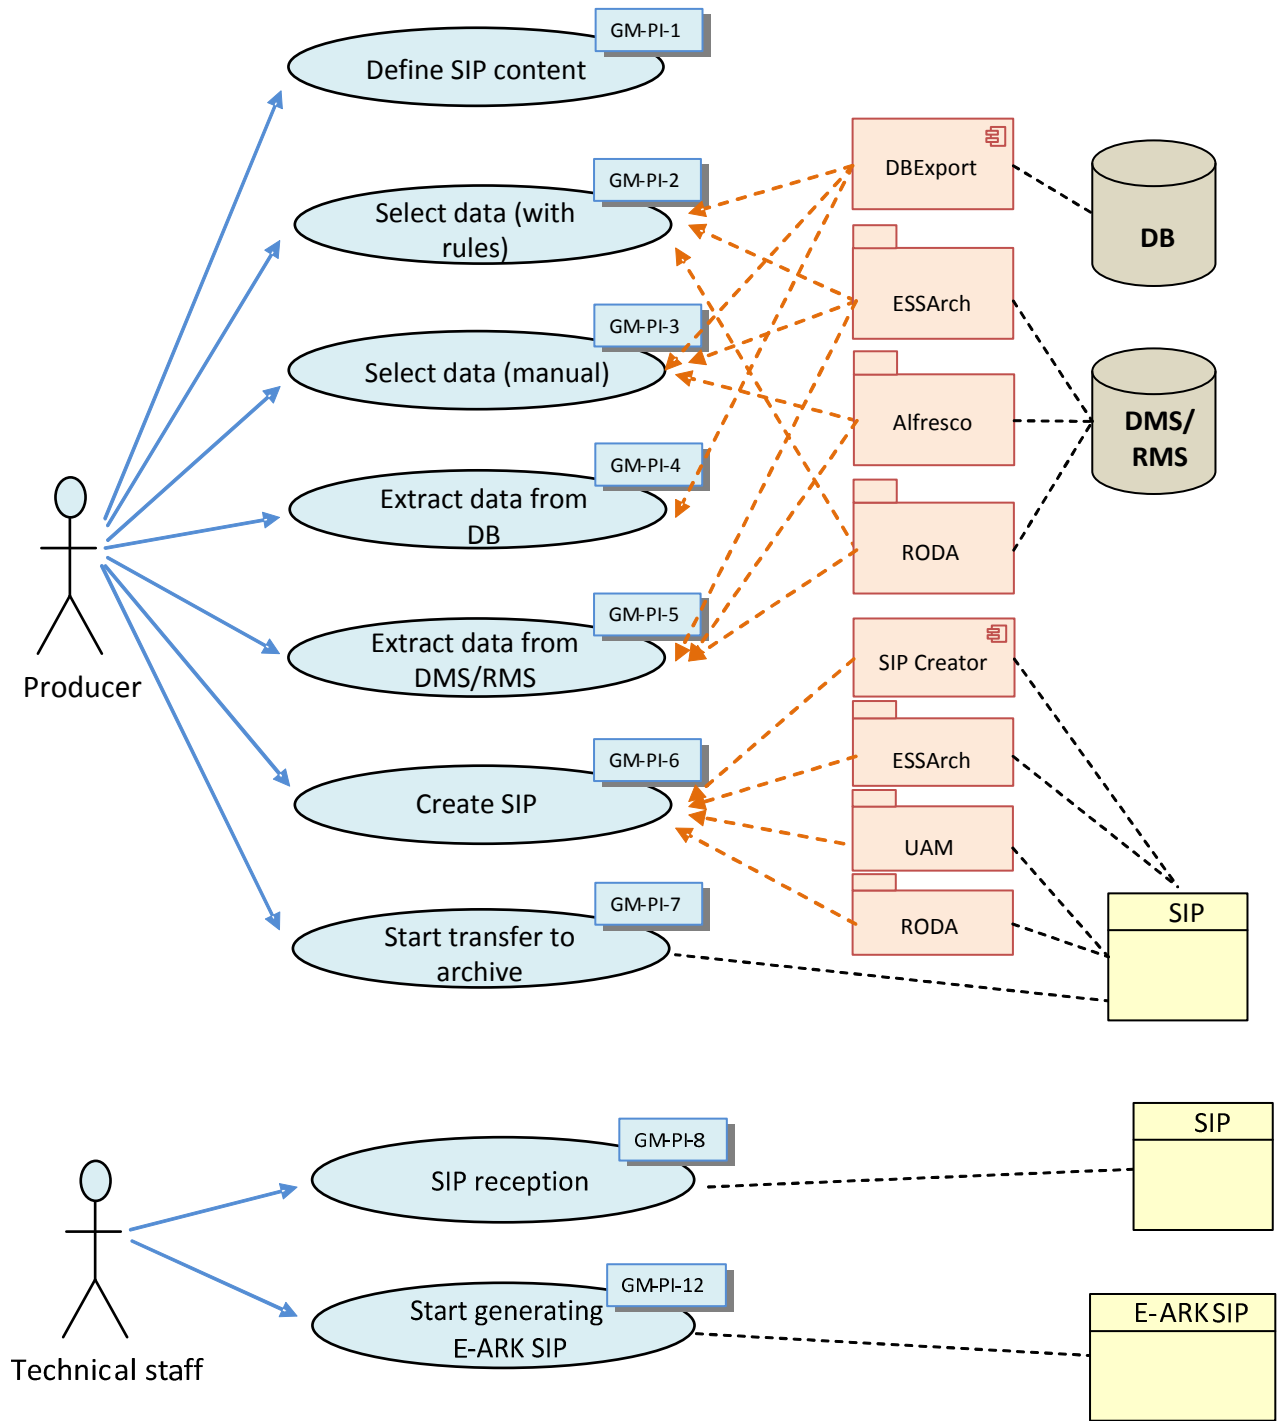 GM-PI-1
Define SIP content
GM-PI-2
Select data (with
rules)
GM-PI-3
Select data (manual)
GM-PI-4
Extract data from
DB
GM-PI-5
Extract data from
DMS/RMS
GM-PI-6
Create SIP
GM-PI-7
Start transfer to
archive
Producer
DBExport
ESSArch
Alfresco
RODA
SIP Creator
ESSArch
UAM
RODA
DB
DMS/
RMS
SIP
GM-PI-8
SIP reception
SIP
GM-PI-12
Start generating
E-ARK SIP
E-ARK SIP
Technical staff